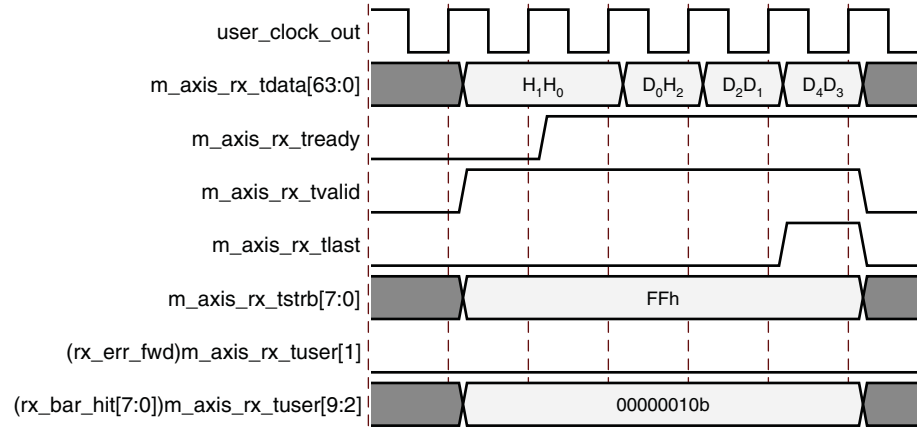 user_clock_out
m_axis_rx_tdata[63:0] H₁H₀ D₀H₂ D₂D₁ D₄D₃
m_axis_rx_tready
m_axis_rx_tvalid
m_axis_rx_tlast
m_axis_rx_tstrb[7:0] FFh
(rx_err_fwd)m_axis_rx_tuser[1]
(rx_bar_hit[7:0])m_axis_rx_tuser[9:2] 00000010b